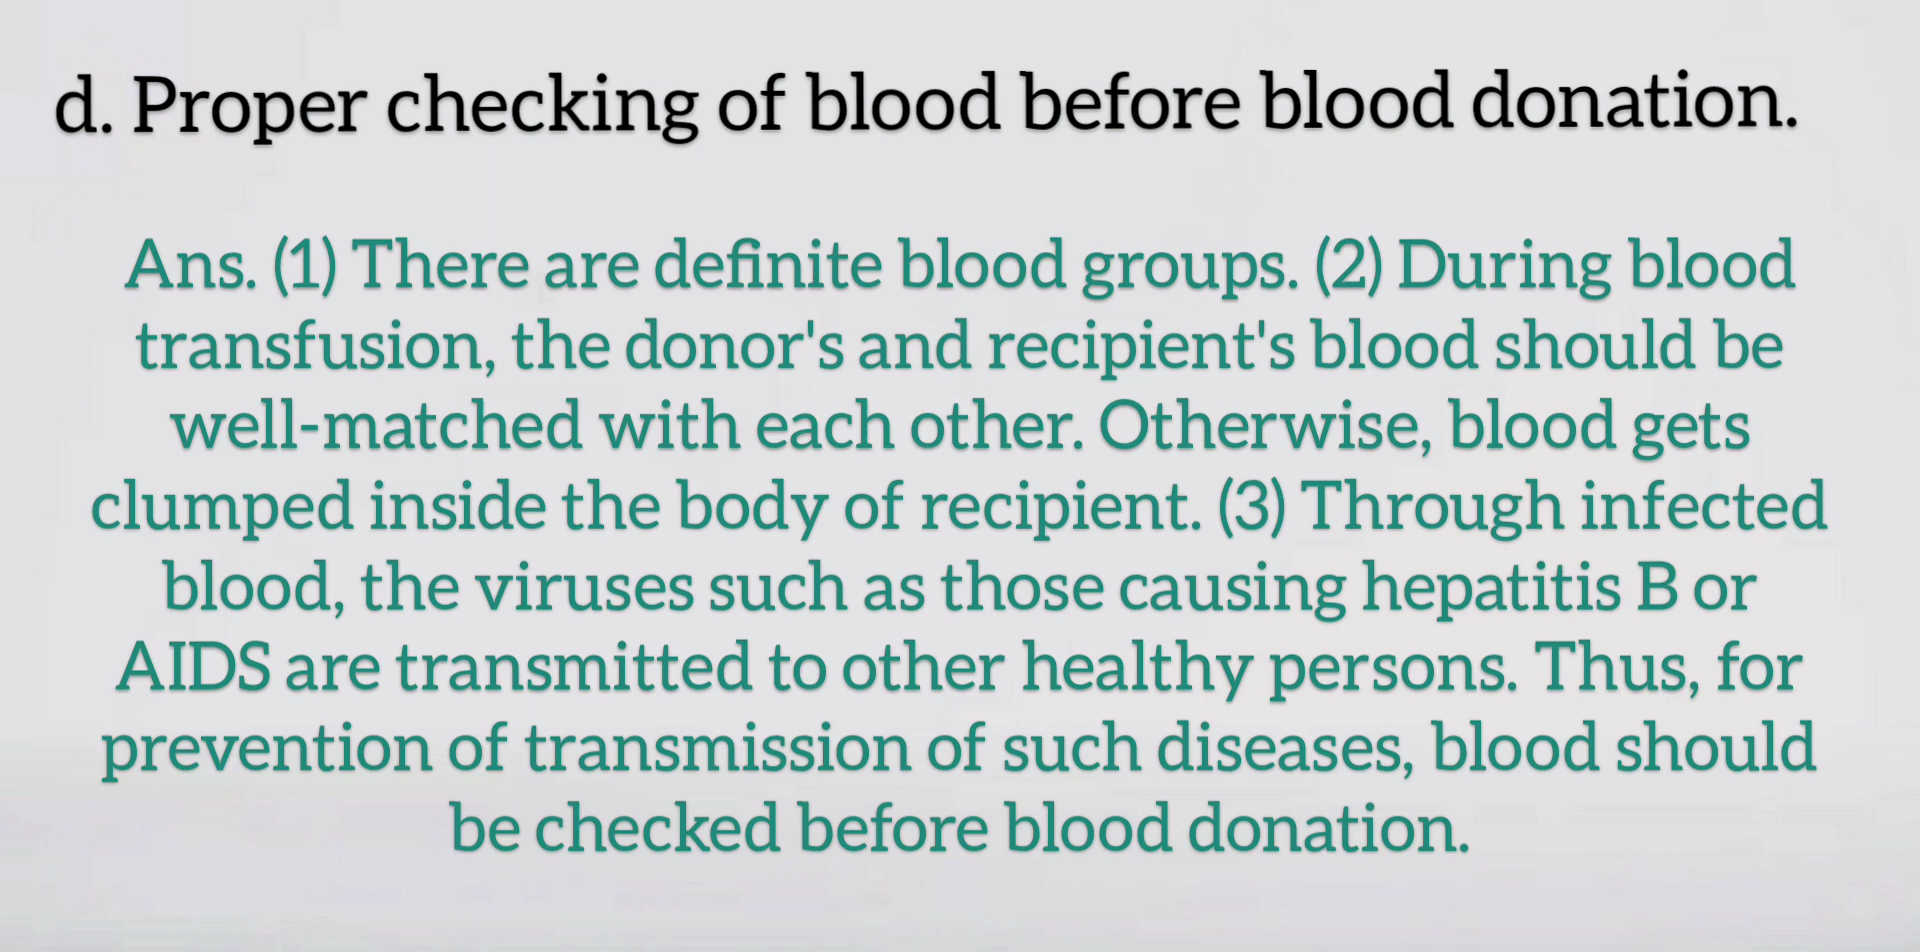 d. Proper checking of blood before blood donation.
Ans. (1) There are definite blood groups. (2) During blood
transfusion, the donor's and recipient's blood should be
well-matched with each other. Otherwise, blood gets
clumped inside the body of recipient. (3) Through infected
blood, the viruses such as those causing hepatitis B or
AIDS are transmitted to other healthy persons. Thus, for
prevention of transmission of such diseases, blood should
be checked before blood donation.